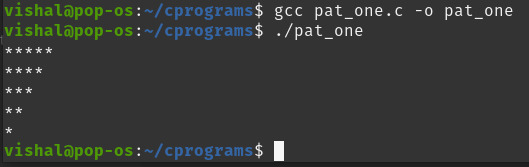 vishal@pop-os:~/cprograms$ gcc pat_one.c -o pat_one
vishal@pop-os:~/cprograms$ ./pat_one
*****
****
***
**
*
vishal@pop-os:~/cprograms$